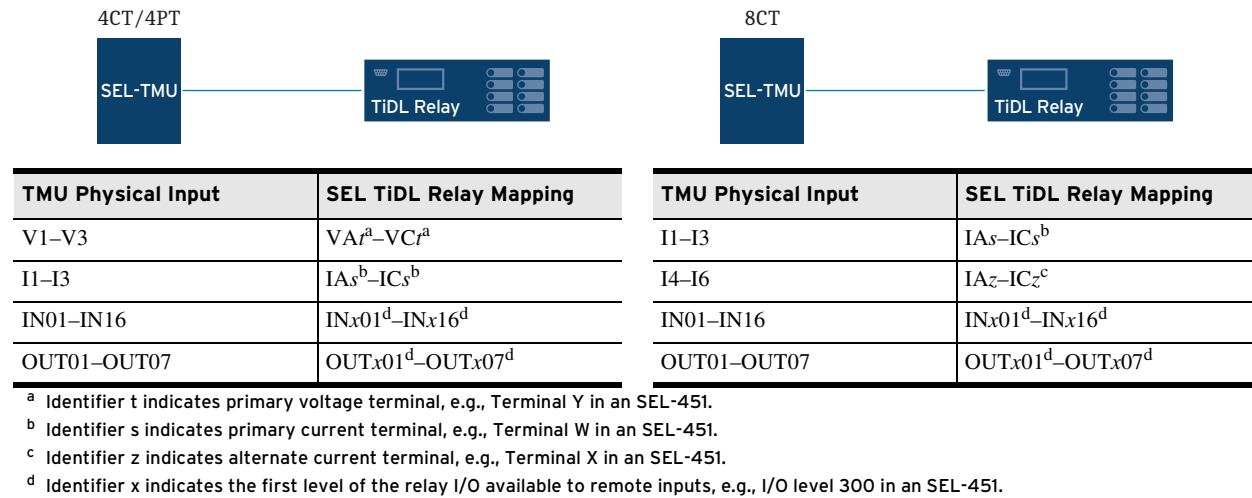 4CT/4PT
SEL-TMU
TiDL Relay
TMU Physical Input SEL TiDL Relay Mapping
V1–V3 VAtᵃ–VCtᵃ
I1–I3 IAsᵇ–ICsᵇ
IN01–IN16 INx01ᵈ–INx16ᵈ
OUT01–OUT07 OUTx01ᵈ–OUTx07ᵈ
8CT
SEL-TMU
TiDL Relay
TMU Physical Input SEL TiDL Relay Mapping
I1–I3 IAs–ICsᵇ
I4–I6 IAz–ICzᶜ
IN01–IN16 INx01ᵈ–INx16ᵈ
OUT01–OUT07 OUTx01ᵈ–OUTx07ᵈ
ᵃ Identifier t indicates primary voltage terminal, e.g., Terminal Y in an SEL-451.
ᵇ Identifier s indicates primary current terminal, e.g., Terminal W in an SEL-451.
ᶜ Identifier z indicates alternate current terminal, e.g., Terminal X in an SEL-451.
ᵈ Identifier x indicates the first level of the relay I/O available to remote inputs, e.g., I/O level 300 in an SEL-451.